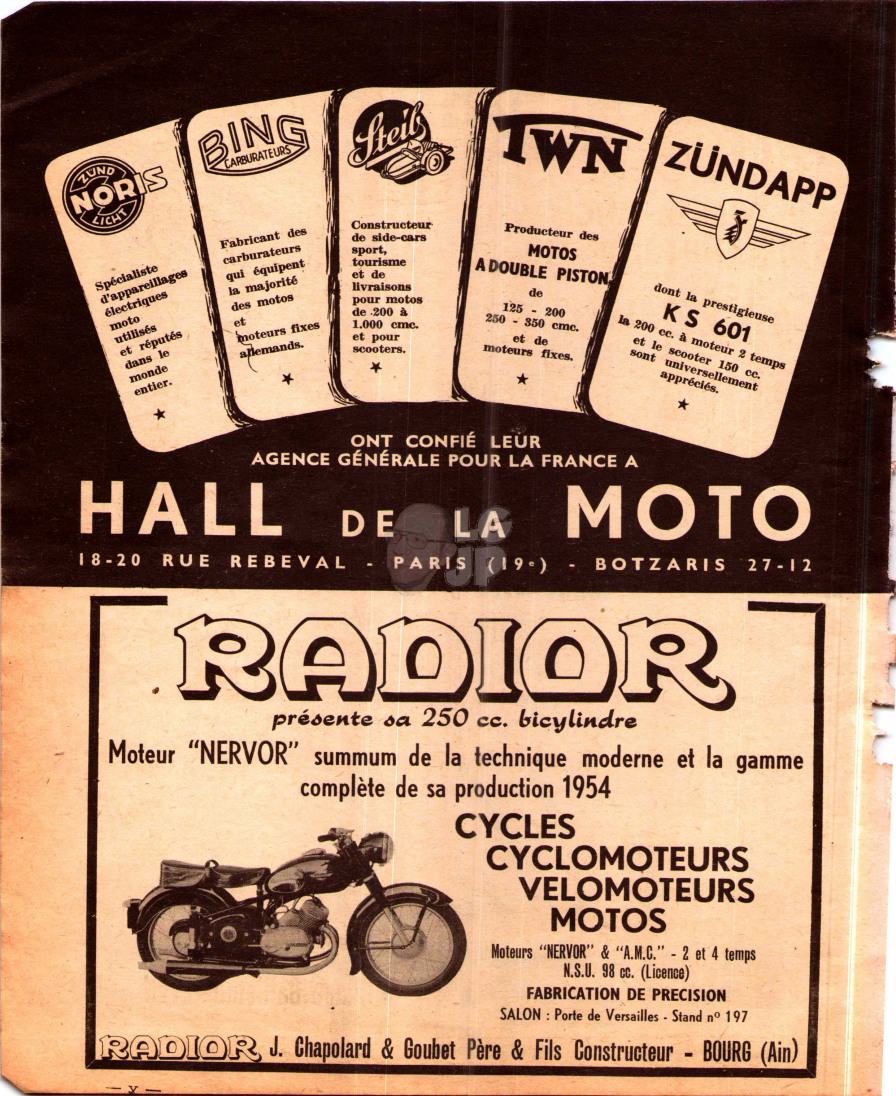 NORIS
ZÜND
LICHT
Spécialiste
d'appareillages
électriques
moto
utilisés
et réputés
dans le
monde
entier.
BING
CARBURATEURS
Fabricant des
carburateurs
qui équipent
la majorité
des motos
et
moteurs fixes
allemands.
Steib
Constructeur
de side-cars
sport,
tourisme
et de
livraisons
pour motos
de 200 à
1.000 cmc.
et pour
scooters.
TWN
Producteur des
MOTOS
A DOUBLE PISTON
de
125 - 200
250 - 350 cmc.
et de
moteurs fixes.
ZÜNDAPP
dont la prestigieuse
KS 601
la 200 cc. à moteur 2 temps
et le scooter 150 cc.
sont universellement
appréciés.
ONT CONFIÉ LEUR
AGENCE GÉNÉRALE POUR LA FRANCE A
HALL DE LA MOTO
18-20 RUE REBEVAL - PARIS (19e) - BOTZARIS 27-12
LC
JP
RADIOR
présente sa 250 cc. bicylindre
Moteur "NERVOR" summum de la technique moderne et la gamme
complète de sa production 1954
CYCLES
CYCLOMOTEURS
VELOMOTEURS
MOTOS
Moteurs "NERVOR" & "A.M.C." - 2 et 4 temps
N.S.U. 98 cc. (Licence)
FABRICATION DE PRECISION
SALON : Porte de Versailles - Stand nº 197
RADIOR J. Chapolard & Goubet Père & Fils Constructeur - BOURG (Ain)
— y —